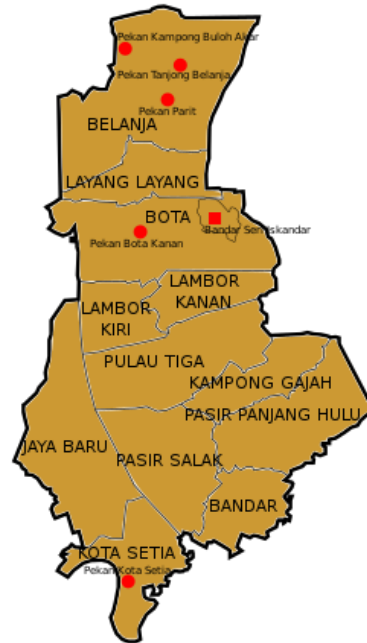 Pekan Kampong Buloh Akar
Pekan Tanjong Belanja
Pekan Parit
BELANJA
LAYANG LAYANG
BOTA
Bandar Seri Iskandar
Pekan Bota Kanan
LAMBOR
KANAN
LAMBOR
KIRI
PULAU TIGA
KAMPONG GAJAH
PASIR PANJANG HULU
JAYA BARU
PASIR SALAK
BANDAR
KOTA SETIA
Pekan Kota Setia